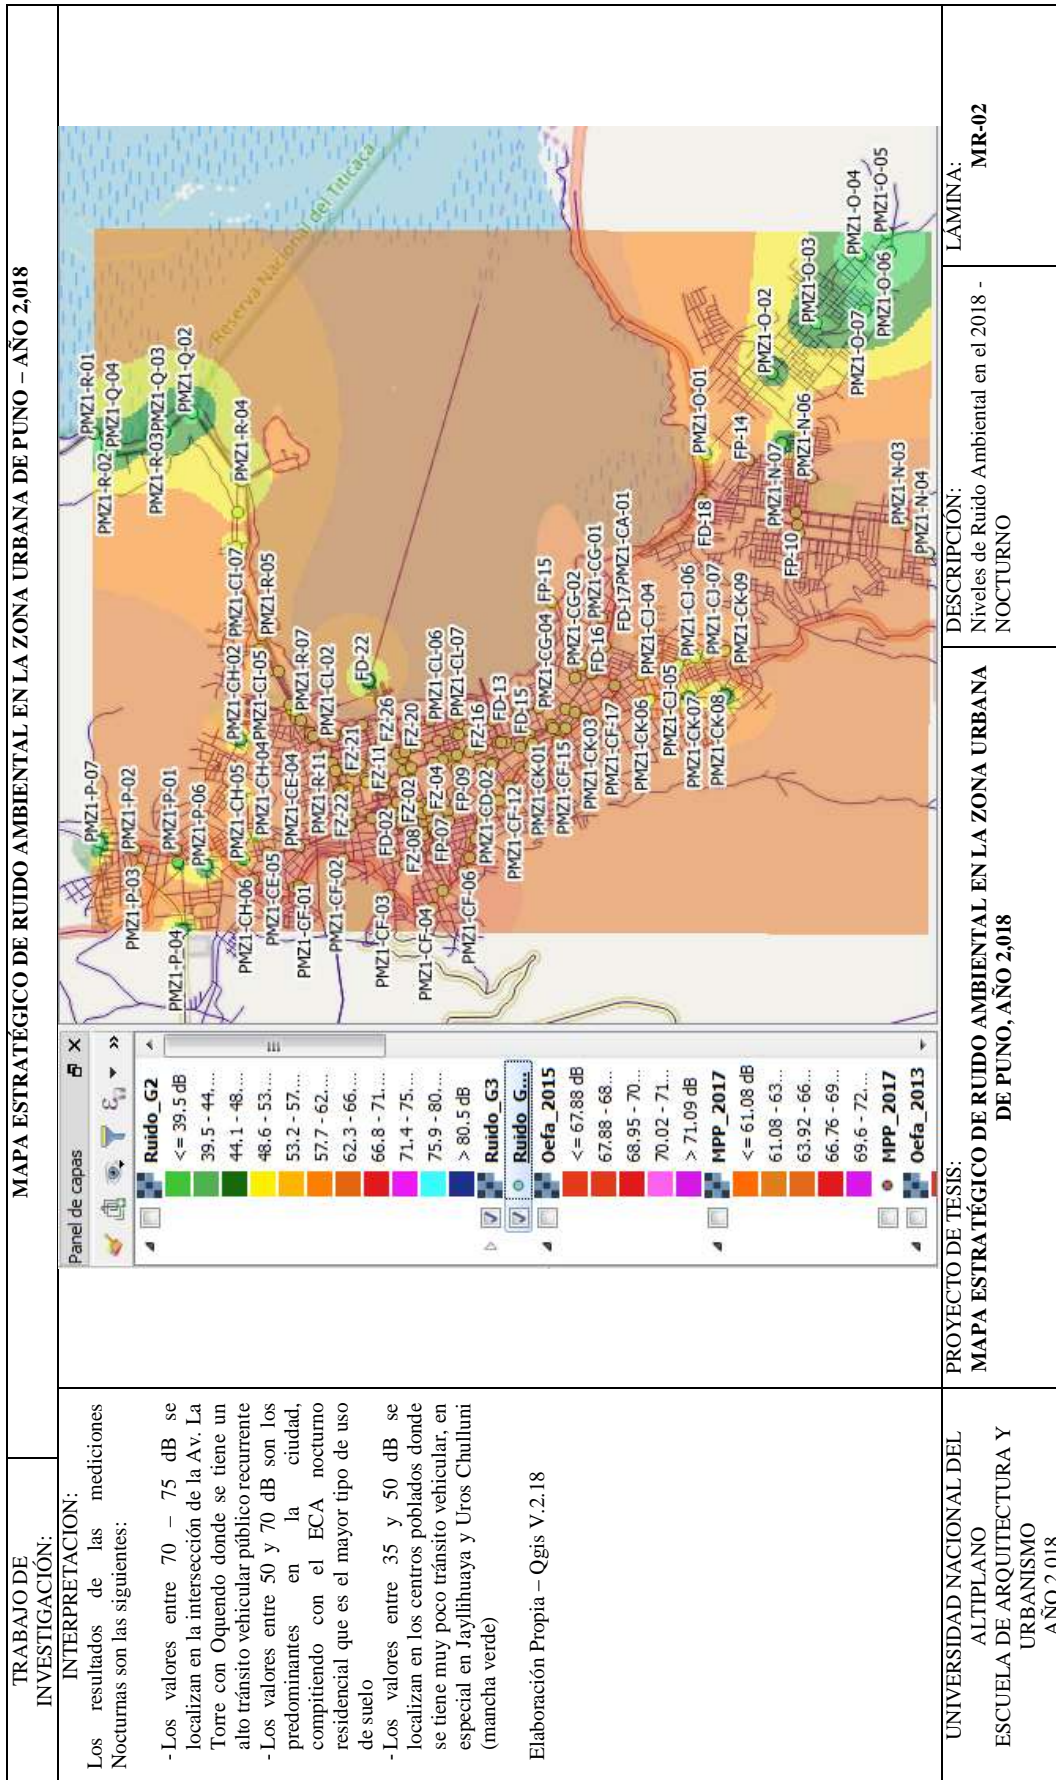 TRABAJO DE
INVESTIGACIÓN:
MAPA ESTRATÉGICO DE RUIDO AMBIENTAL EN LA ZONA URBANA DE PUNO – AÑO 2,018
INTERPRETACION:
Los resultados de las mediciones
Nocturnas son las siguientes:
- Los valores entre 70 – 75 dB se
localizan en la intersección de la Av. La
Torre con Oquendo donde se tiene un
alto tránsito vehicular público recurrente
- Los valores entre 50 y 70 dB son los
predominantes en la ciudad,
compitiendo con el ECA nocturno
residencial que es el mayor tipo de uso
de suelo
- Los valores entre 35 y 50 dB se
localizan en los centros poblados donde
se tiene muy poco tránsito vehicular, en
especial en Jayllihuaya y Uros Chulluni
(mancha verde)
Elaboración Propia – Qgis V.2.18
Panel de capas
Ruido_G2
<= 39.5 dB
39.5 - 44....
44.1 - 48....
48.6 - 53....
53.2 - 57....
57.7 - 62....
62.3 - 66....
66.8 - 71....
71.4 - 75....
75.9 - 80....
> 80.5 dB
Ruido_G3
Ruido_G...
Oefa_2015
<= 67.88 dB
67.88 - 68...
68.95 - 70...
70.02 - 71...
> 71.09 dB
MPP_2017
<= 61.08 dB
61.08 - 63...
63.92 - 66...
66.76 - 69...
69.6 - 72....
MPP_2017
Oefa_2013
PMZ1-P-07
PMZ1-P-02
PMZ1-P-03
PMZ1-P-01
PMZ1-P-06
PMZ1-P-04
PMZ1-R-01
PMZ1-R-02
PMZ1-Q-04
PMZ1-R-03
PMZ1-Q-03
PMZ1-Q-02
PMZ1-R-04
PMZ1-CH-02
PMZ1-CI-07
PMZ1-CH-05
PMZ1-CI-05
PMZ1-R-05
PMZ1-CH-06
PMZ1-CH-04
PMZ1-CE-05
PMZ1-CE-04
PMZ1-R-07
PMZ1-CF-01
PMZ1-R-11
PMZ1-CL-02
PMZ1-CF-02
FZ-22
FZ-21
FD-22
FD-02
FZ-11
FZ-26
PMZ1-CF-03
FZ-08
FZ-02
FZ-20
PMZ1-CF-04
FP-07
FZ-04
PMZ1-CL-06
PMZ1-CF-06
FP-09
PMZ1-CL-07
PMZ1-CD-02
FZ-16
FD-13
PMZ1-CF-12
FD-15
PMZ1-CK-01
PMZ1-CG-04
FP-15
PMZ1-CF-15
PMZ1-CG-02
PMZ1-CK-03
FD-16
PMZ1-CG-01
PMZ1-CF-17
FD-17
PMZ1-CA-01
PMZ1-CK-06
PMZ1-CJ-04
PMZ1-CJ-05
PMZ1-CJ-06
PMZ1-CK-07
PMZ1-CJ-07
PMZ1-CK-08
PMZ1-CK-09
FD-18
PMZ1-O-01
FP-14
PMZ1-O-02
PMZ1-N-07
PMZ1-N-06
FP-10
PMZ1-O-03
PMZ1-O-04
PMZ1-O-07
PMZ1-O-06
PMZ1-O-05
PMZ1-N-03
PMZ1-N-04
Reserva Nacional del Titicaca
UNIVERSIDAD NACIONAL DEL
ALTIPLANO
ESCUELA DE ARQUITECTURA Y
URBANISMO
AÑO 2,018
PROYECTO DE TESIS:
MAPA ESTRATÉGICO DE RUIDO AMBIENTAL EN LA ZONA URBANA
DE PUNO, AÑO 2,018
DESCRIPCIÓN:
Niveles de Ruido Ambiental en el 2018 -
NOCTURNO
LÁMINA:
MR-02